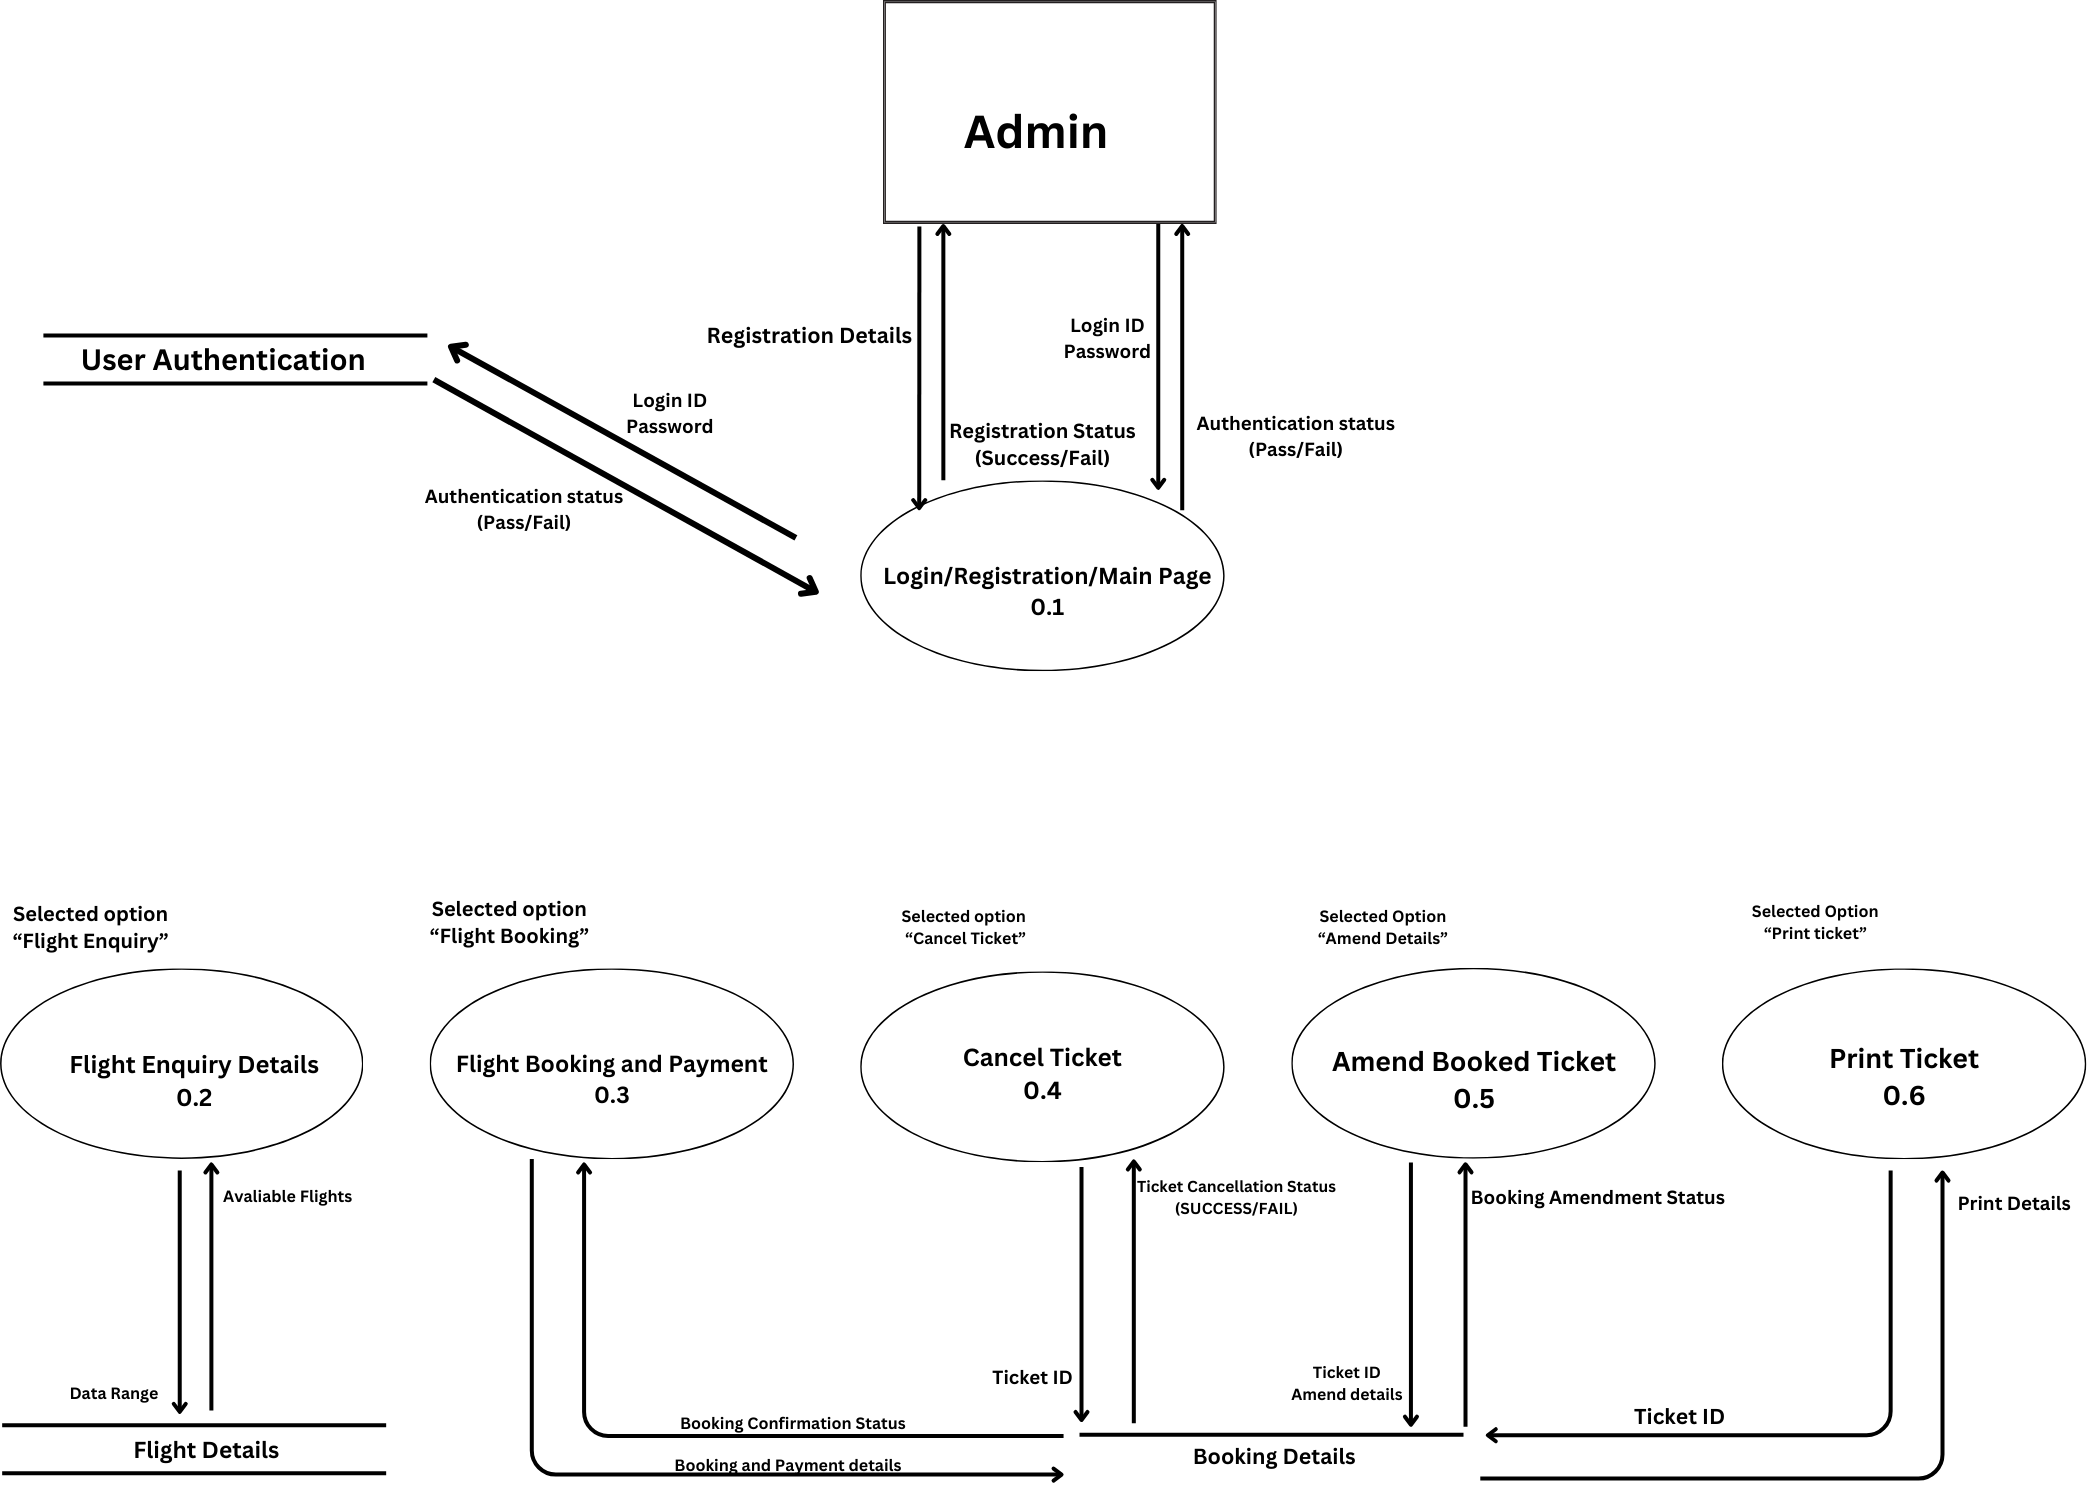 Admin
Registration Details
Login ID
Password
User Authentication
Login ID
Password
Registration Status
(Success/Fail)
Authentication status
(Pass/Fail)
Authentication status
(Pass/Fail)
Login/Registration/Main Page
0.1
Selected option
“Flight Enquiry”
Selected option
“Flight Booking”
Selected option
“Cancel Ticket”
Selected Option
“Amend Details”
Selected Option
“Print ticket”
Flight Enquiry Details
0.2
Flight Booking and Payment
0.3
Cancel Ticket
0.4
Amend Booked Ticket
0.5
Print Ticket
0.6
Avaliable Flights
Ticket Cancellation Status
(SUCCESS/FAIL)
Booking Amendment Status
Print Details
Data Range
Ticket ID
Ticket ID
Amend details
Ticket ID
Booking Confirmation Status
Flight Details
Booking Details
Booking and Payment details